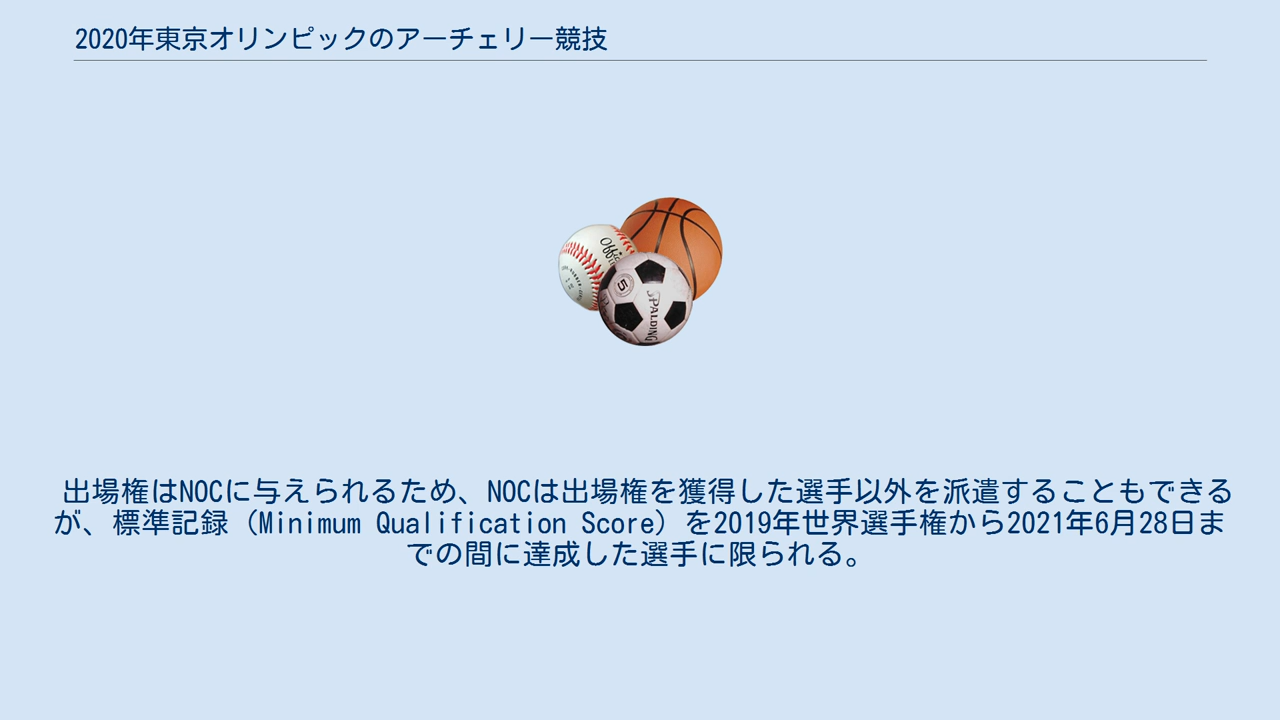 2020年東京オリンピックのアーチェリー競技
Offici
5
SPALDING
出場権はNOCに与えられるため、NOCは出場権を獲得した選手以外を派遣することもできる
が、標準記録（Minimum Qualification Score）を2019年世界選手権から2021年6月28日ま
での間に達成した選手に限られる。